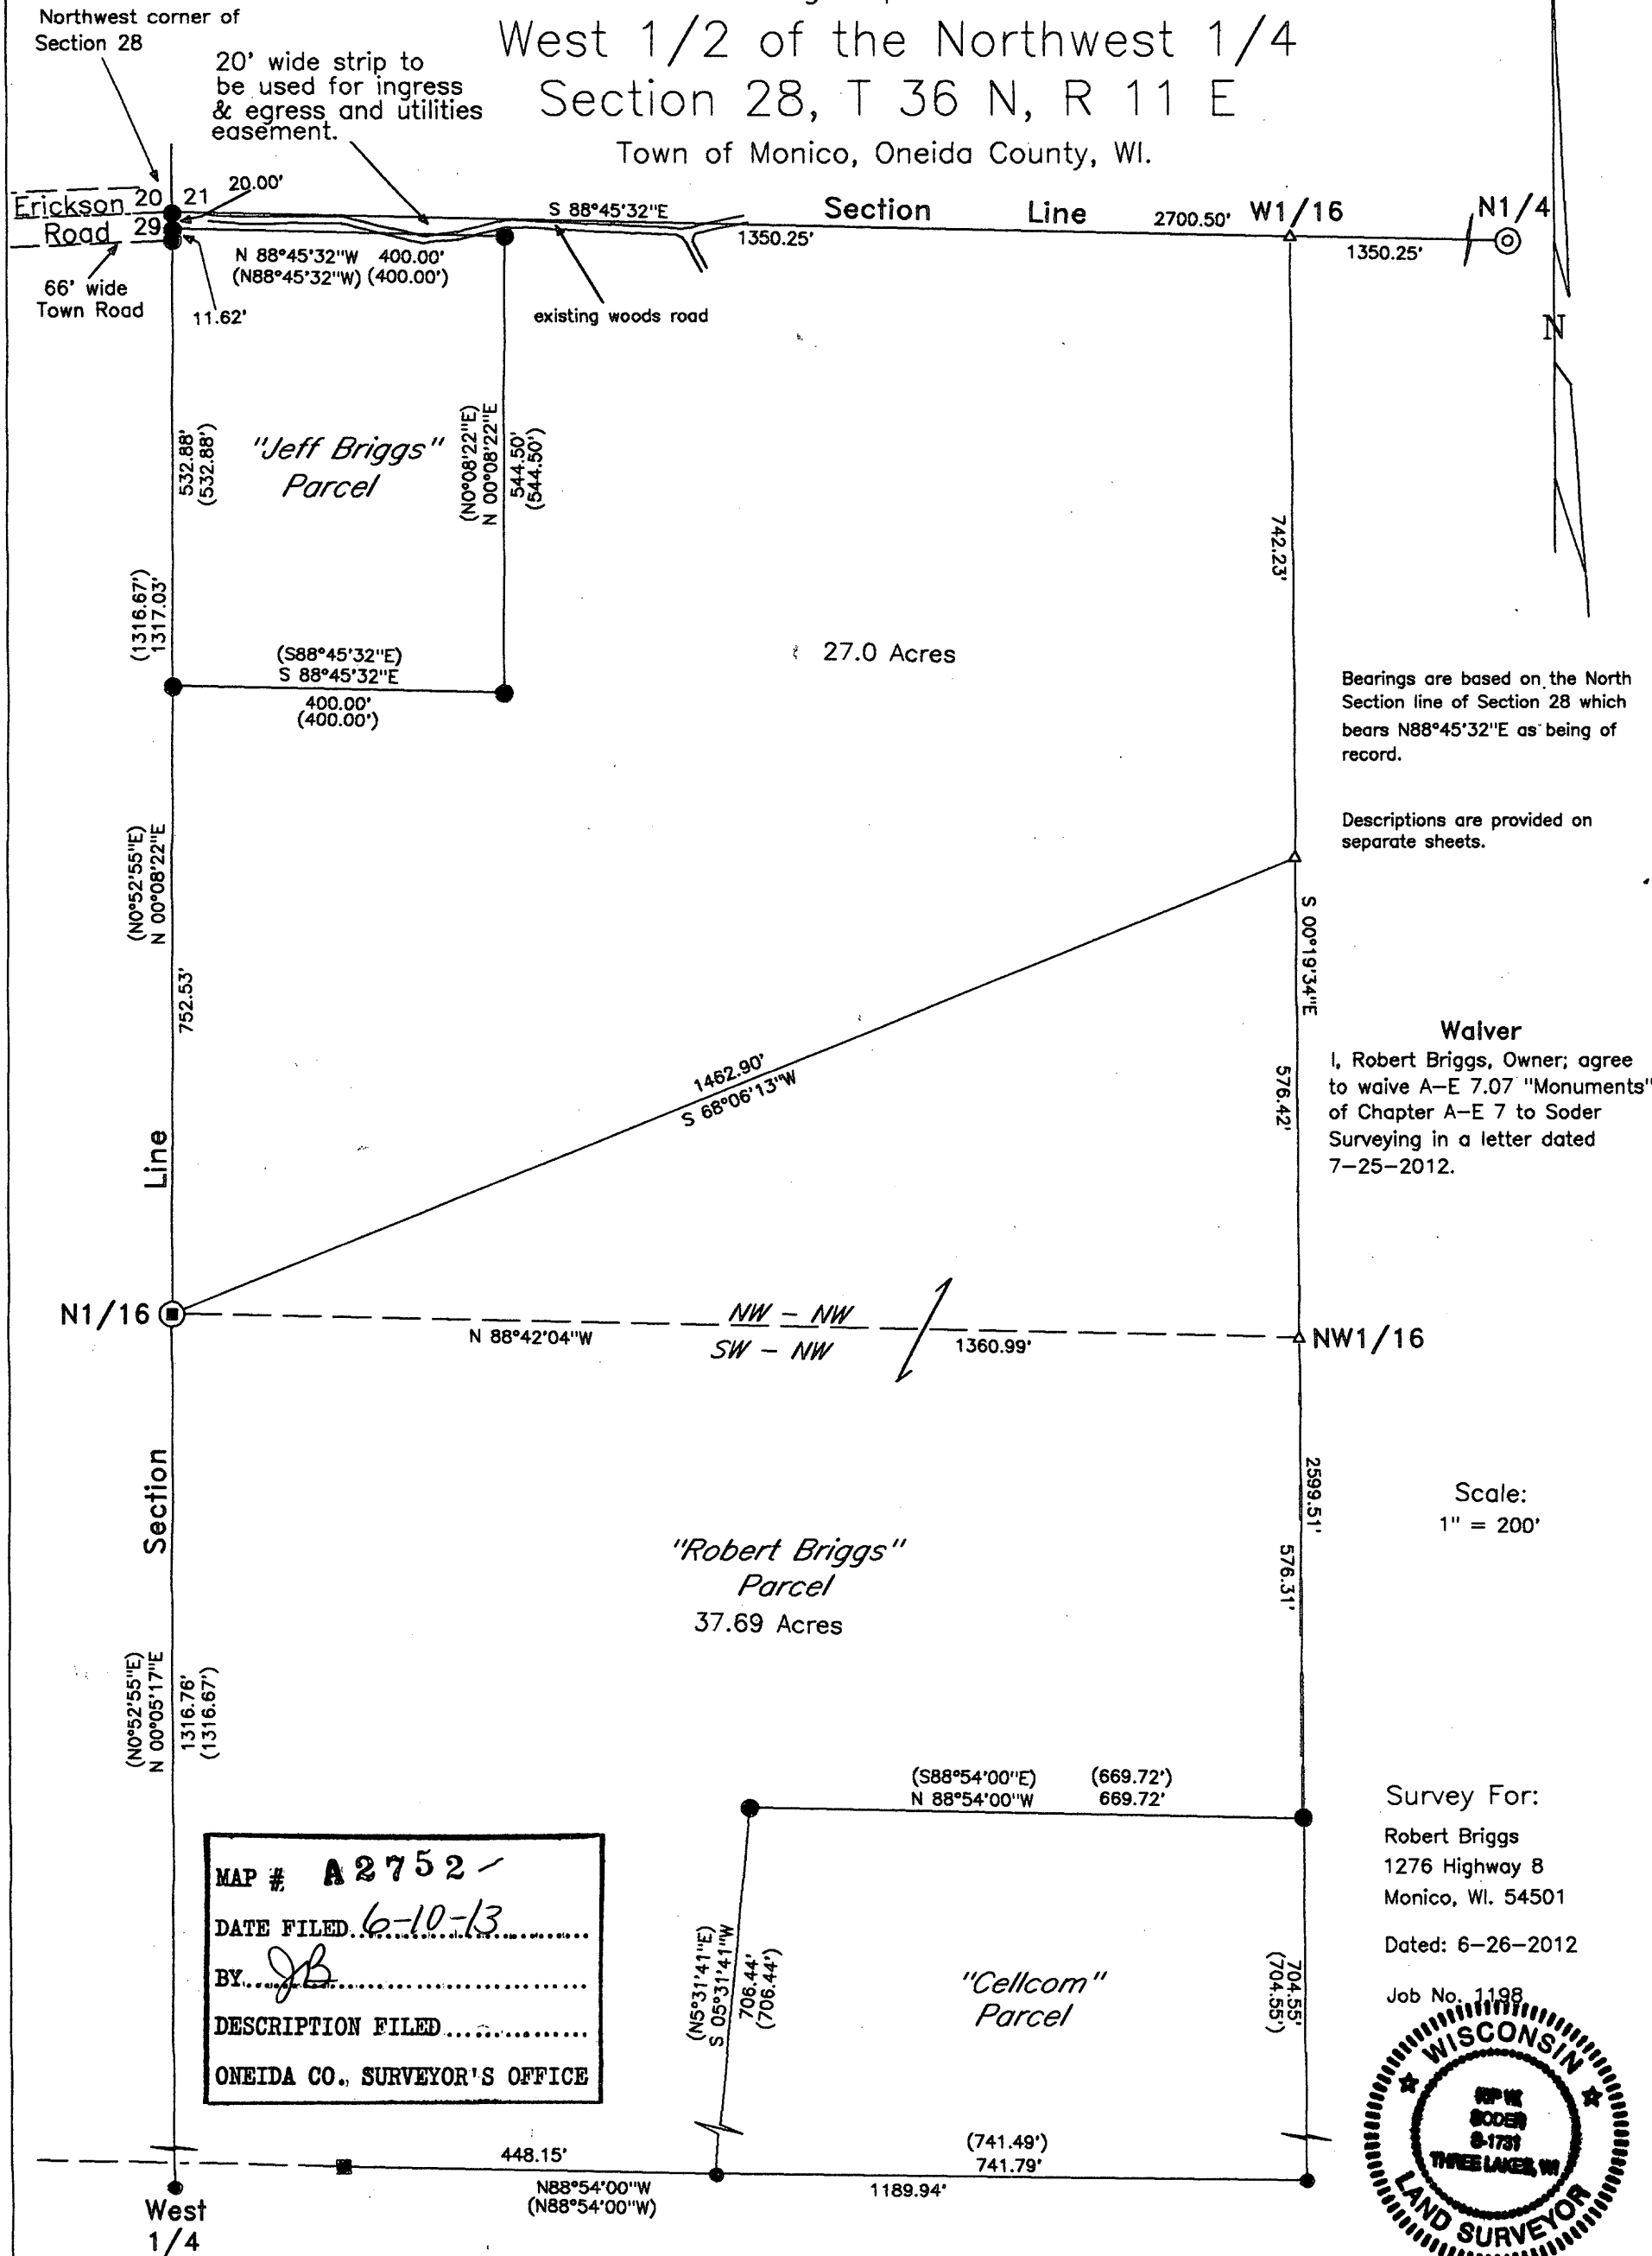 West 1/2 of the Northwest 1/4
Section 28, T 36 N, R 11 E
Town of Monico, Oneida County, WI.
Northwest corner of
Section 28
20' wide strip to
be used for ingress
& egress and utilities
easement.
Erickson
Road
20
21
29
20.00'
66' wide
Town Road
11.62'
N 88°45'32"W 400.00'
(N88°45'32"W) (400.00')
S 88°45'32"E
1350.25'
existing woods road
Section Line
2700.50'
W1/16
1350.25'
N1/4
N
532.88'
(532.88')
"Jeff Briggs"
Parcel
(N0°08'22"E)
N 00°08'22"E
544.50'
(544.50')
742.23'
(1316.67')
1317.03'
(S88°45'32"E)
S 88°45'32"E
400.00'
(400.00')
27.0 Acres
Bearings are based on the North
Section line of Section 28 which
bears N88°45'32"E as being of
record.
Descriptions are provided on
separate sheets.
(N0°52'55"E)
N 00°08'22"E
752.53'
S 00°19'34"E
1462.90'
S 68°06'13"W
576.42'
Waiver
I, Robert Briggs, Owner; agree
to waive A-E 7.07 "Monuments"
of Chapter A-E 7 to Soder
Surveying in a letter dated
7-25-2012.
Line
N1/16
N 88°42'04"W
NW - NW
SW - NW
1360.99'
NW1/16
Section
2599.51'
576.31'
Scale:
1" = 200'
"Robert Briggs"
Parcel
37.69 Acres
(N0°52'55"E)
N 00°05'17"E
1316.76'
(1316.67')
(S88°54'00"E) (669.72')
N 88°54'00"W 669.72'
Survey For:
Robert Briggs
1276 Highway 8
Monico, WI. 54501
Dated: 6-26-2012
Job No. 1198
MAP # A2752
DATE FILED 6-10-13
BY JB
DESCRIPTION FILED
ONEIDA CO., SURVEYOR'S OFFICE
(N5°31'41"E)
S 05°31'41"W
706.44'
(706.44')
"Cellcom"
Parcel
704.55'
(704.55')
WISCONSIN
SODER
S-1731
THREE LAKES, WI
LAND SURVEYOR
448.15'
N88°54'00"W
(N88°54'00"W)
(741.49')
741.79'
1189.94'
West
1/4